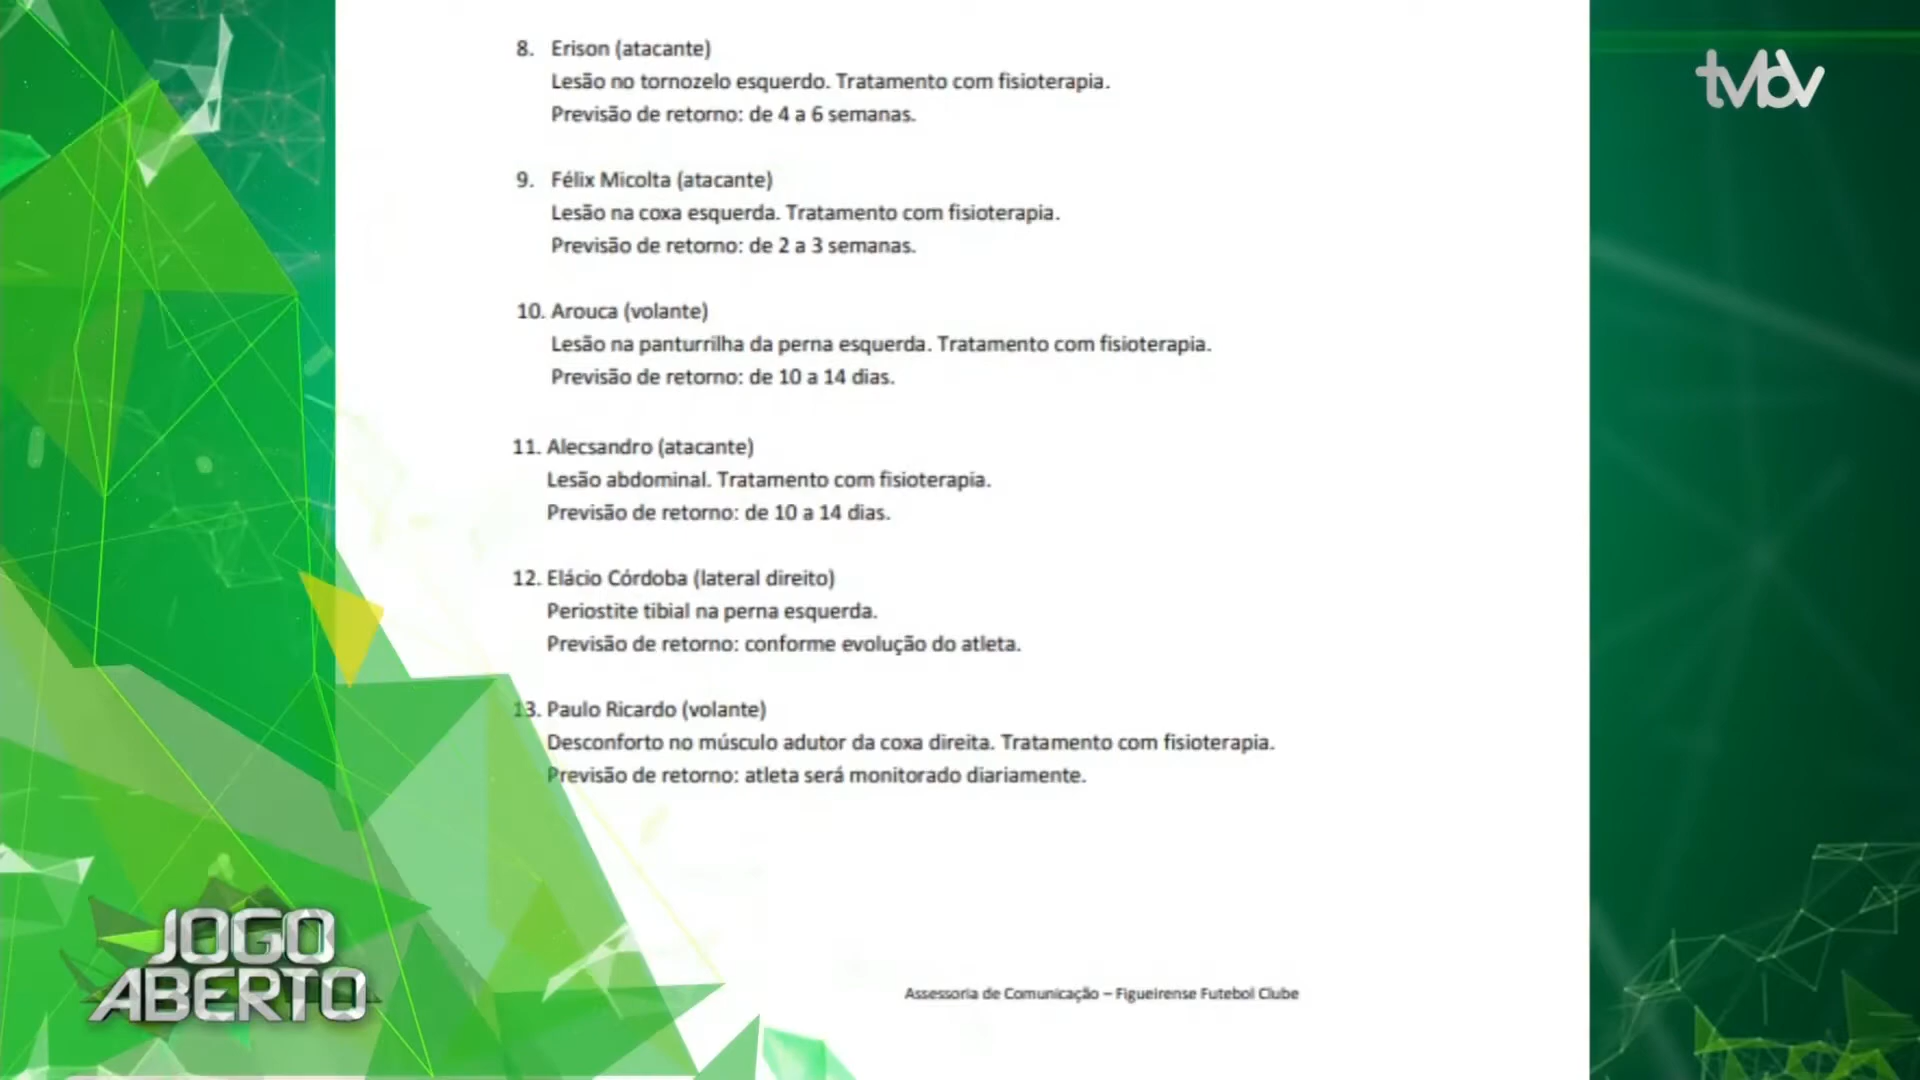 8. Erison (atacante)
Lesão no tornozelo esquerdo. Tratamento com fisioterapia.
Previsão de retorno: de 4 a 6 semanas.
9. Félix Micolta (atacante)
Lesão na coxa esquerda. Tratamento com fisioterapia.
Previsão de retorno: de 2 a 3 semanas.
10. Arouca (volante)
Lesão na panturrilha da perna esquerda. Tratamento com fisioterapia.
Previsão de retorno: de 10 a 14 dias.
11. Alecsandro (atacante)
Lesão abdominal. Tratamento com fisioterapia.
Previsão de retorno: de 10 a 14 dias.
12. Elácio Córdoba (lateral direito)
Periostite tibial na perna esquerda.
Previsão de retorno: conforme evolução do atleta.
13. Paulo Ricardo (volante)
Desconforto no músculo adutor da coxa direita. Tratamento com fisioterapia.
Previsão de retorno: atleta será monitorado diariamente.
Assessoria de Comunicação – Figueirense Futebol Clube
JOGO
ABERTO
tvbv